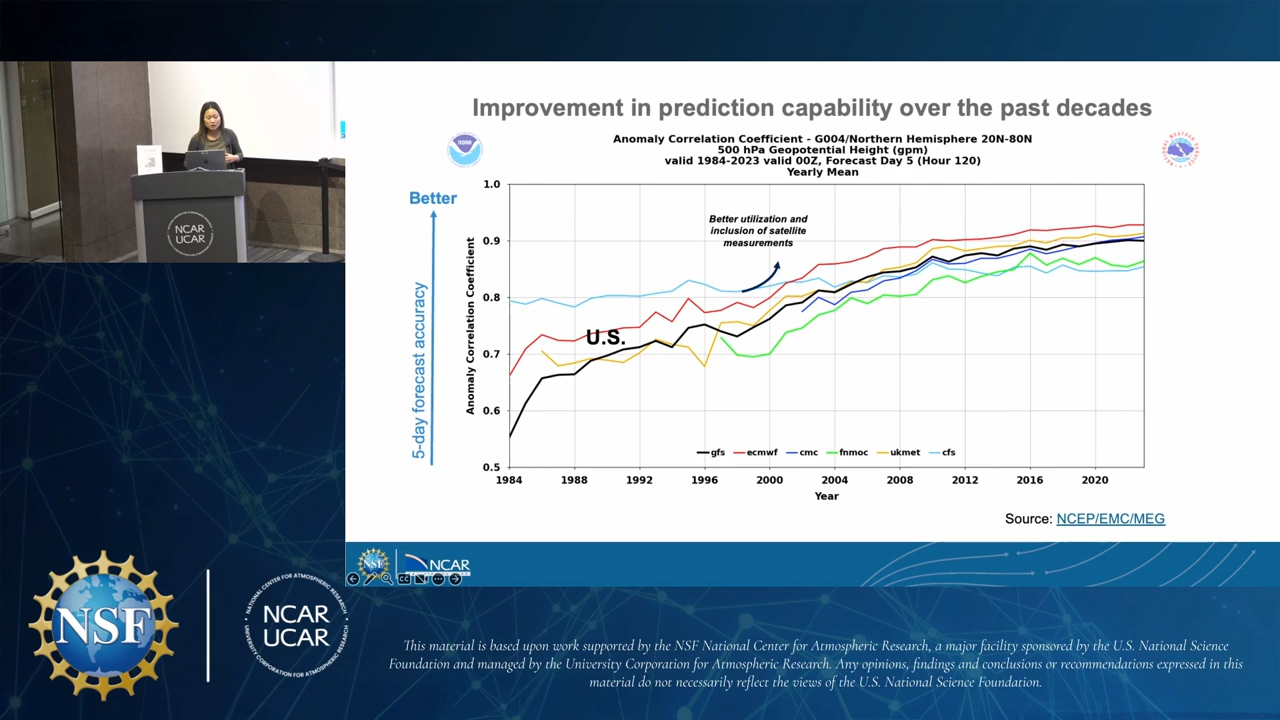 Improvement in prediction capability over the past decades
Anomaly Correlation Coefficient - G004/Northern Hemisphere 20N-80N
500 hPa Geopotential Height (gpm)
valid 1984-2023 valid 00Z, Forecast Day 5 (Hour 120)
Yearly Mean
NOAA
Better
5-day forecast accuracy
Anomaly Correlation Coefficient
1.0
0.9
0.8
0.7
0.6
0.5
Better utilization and
inclusion of satellite
measurements
U.S.
gfs ecmwf cmc fnmoc ukmet cfs
1984 1988 1992 1996 2000 2004 2008 2012 2016 2020
Year
Source: NCEP/EMC/MEG
NCAR
UCAR
NSF
NCAR
CC
NSF
NATIONAL CENTER FOR ATMOSPHERIC RESEARCH
NCAR
UCAR
UNIVERSITY CORPORATION FOR ATMOSPHERIC RESEARCH
This material is based upon work supported by the NSF National Center for Atmospheric Research, a major facility sponsored by the U.S. National Science
Foundation and managed by the University Corporation for Atmospheric Research. Any opinions, findings and conclusions or recommendations expressed in this
material do not necessarily reflect the views of the U.S. National Science Foundation.